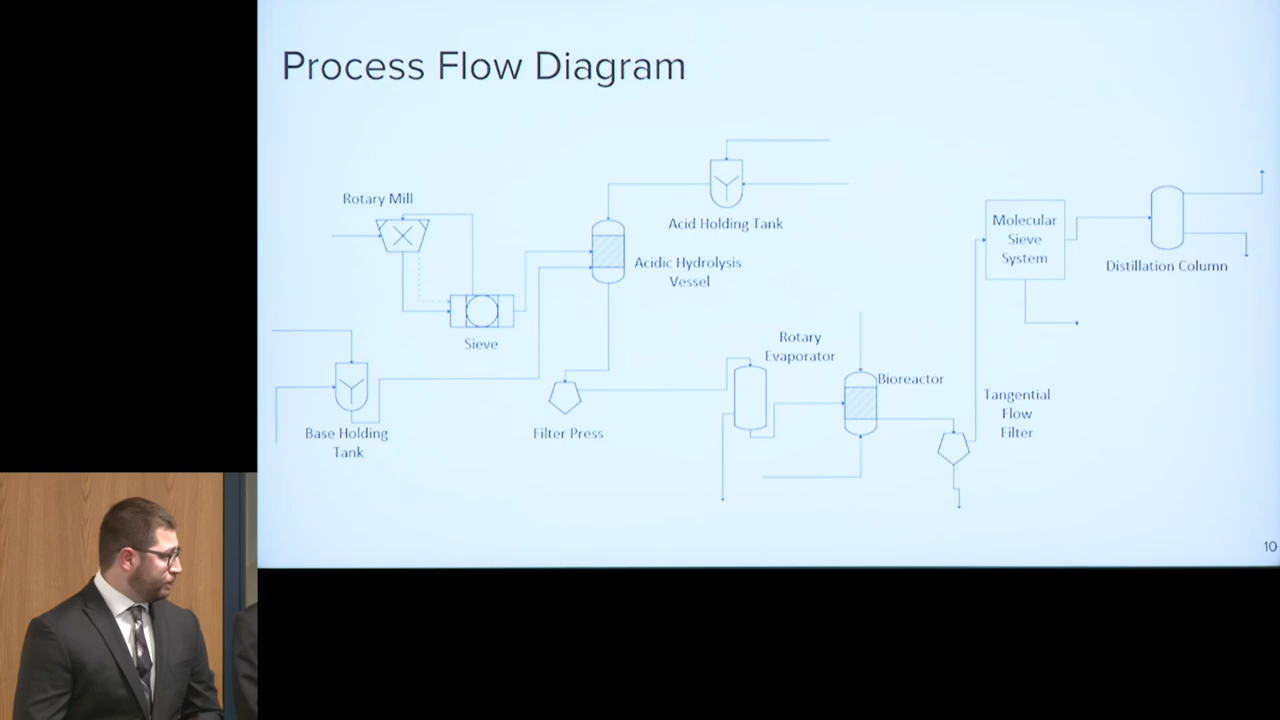 Process Flow Diagram
Rotary Mill
Acid Holding Tank
Acidic Hydrolysis
Vessel
Sieve
Base Holding
Tank
Filter Press
Rotary
Evaporator
Bioreactor
Tangential
Flow
Filter
Molecular
Sieve
System
Distillation Column
10